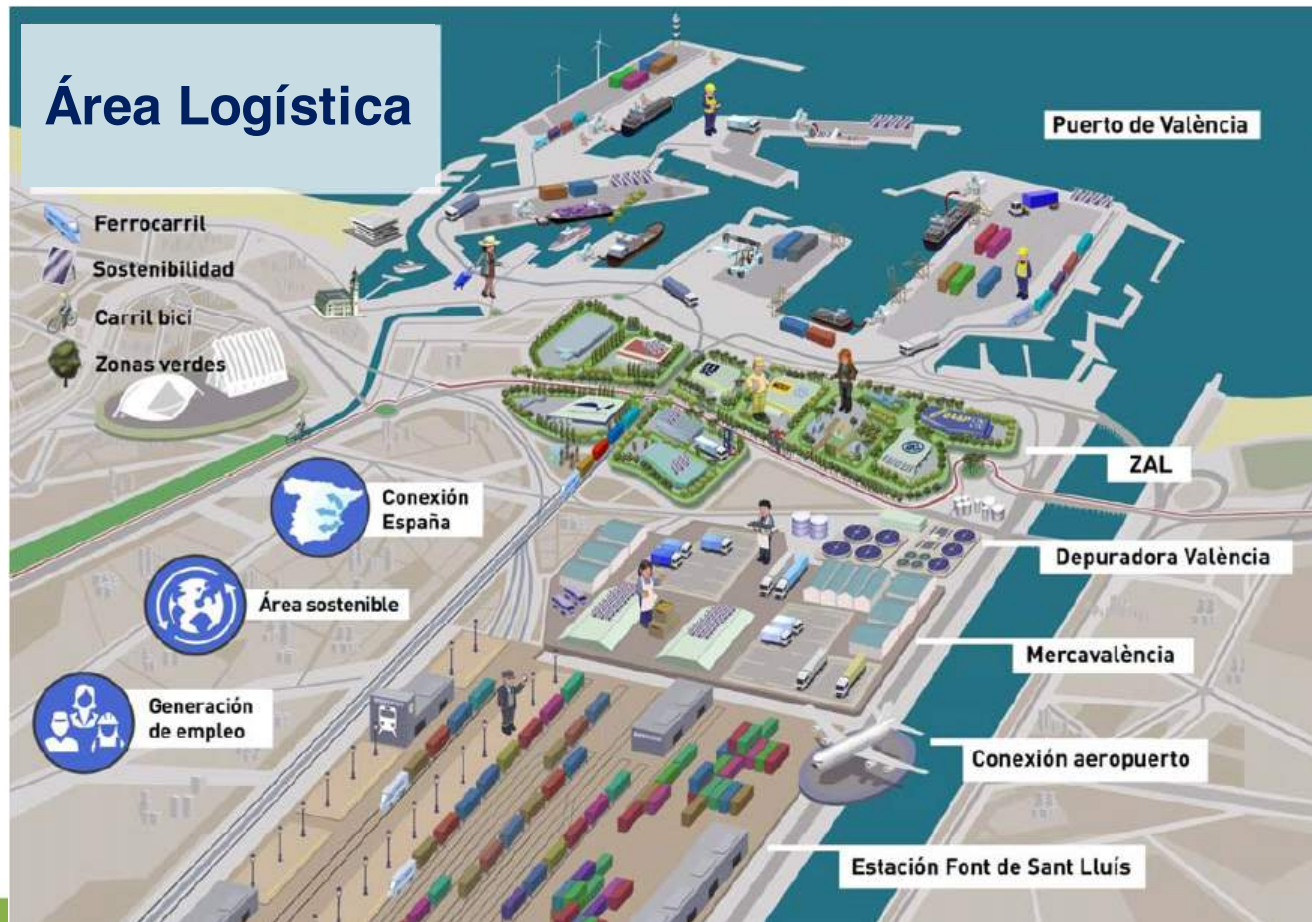 Área Logística
Puerto de València
Ferrocarril
Sostenibilidad
Carril bici
Zonas verdes
ZAL
Conexión
España
Depuradora València
Área sostenible
Mercavalència
Generación
de empleo
Conexión aeropuerto
Estación Font de Sant Lluís